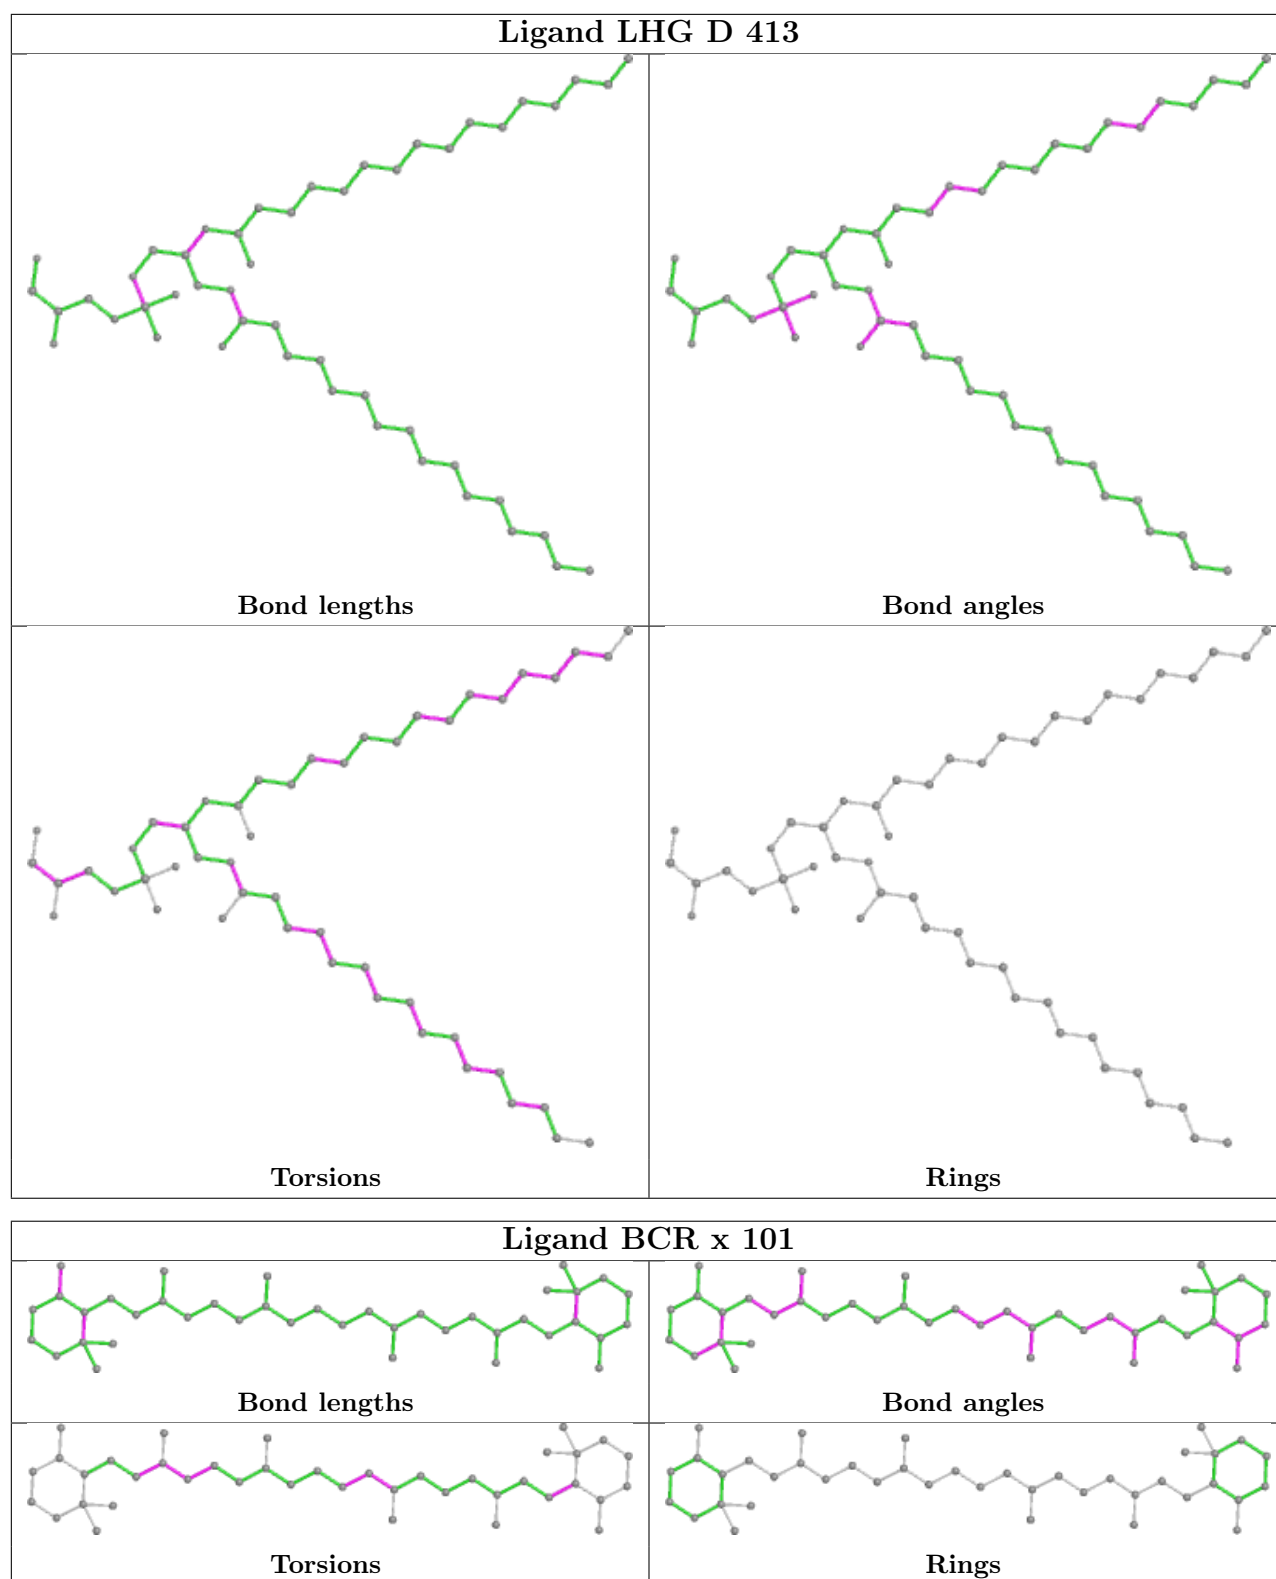 Ligand LHG D 413
Bond lengths
Bond angles
Torsions
Rings
Ligand BCR x 101
Bond lengths
Bond angles
Torsions
Rings